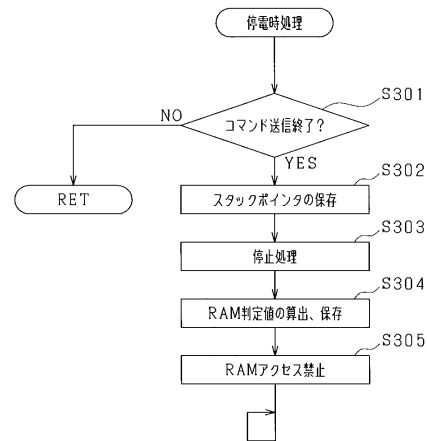 停電時処理
S301
コマンド送信終了?
NO
YES
RET
S302
スタックポインタの保存
S303
停止処理
S304
RAM判定値の算出、保存
S305
RAMアクセス禁止